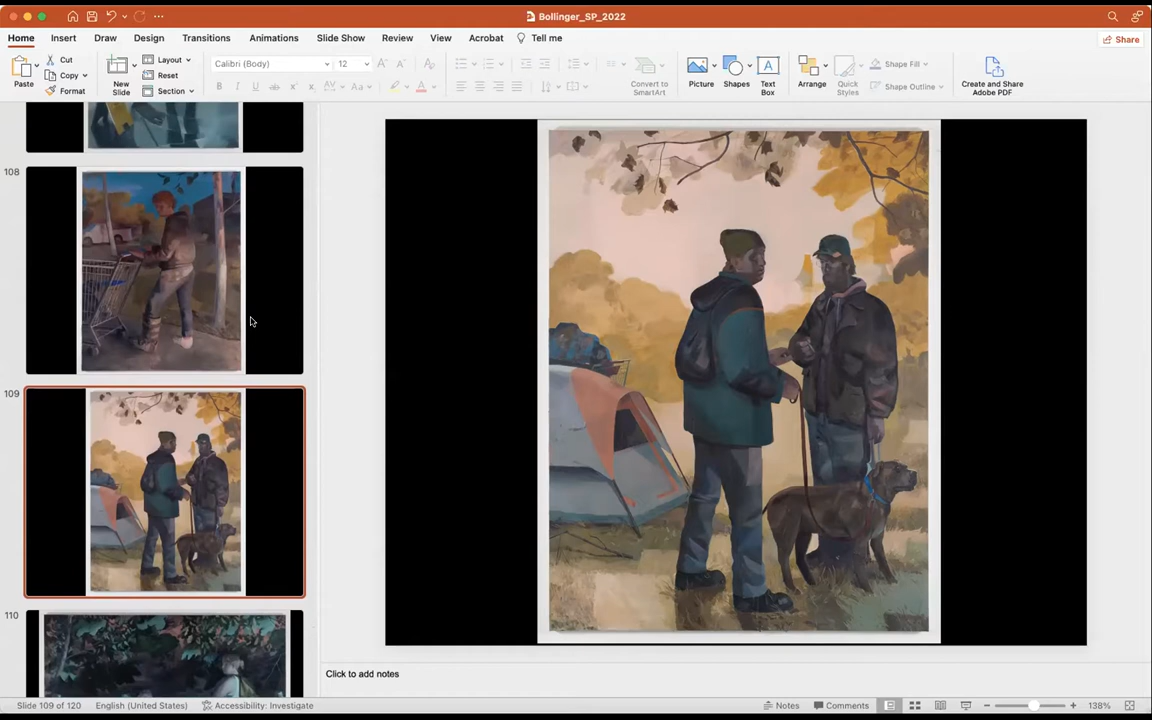 Bollinger_SP_2022
Home Insert Draw Design Transitions Animations Slide Show Review View Acrobat Tell me
Share
Paste
Cut
Copy
Format
New Slide
Layout
Reset
Section
Calibri (Body) 12
Convert to SmartArt
Picture
Shapes
Text Box
Arrange
Quick Styles
Shape Fill
Shape Outline
Create and Share Adobe PDF
108
109
110
Click to add notes
Slide 109 of 120 English (United States) Accessibility: Investigate Notes Comments 138%